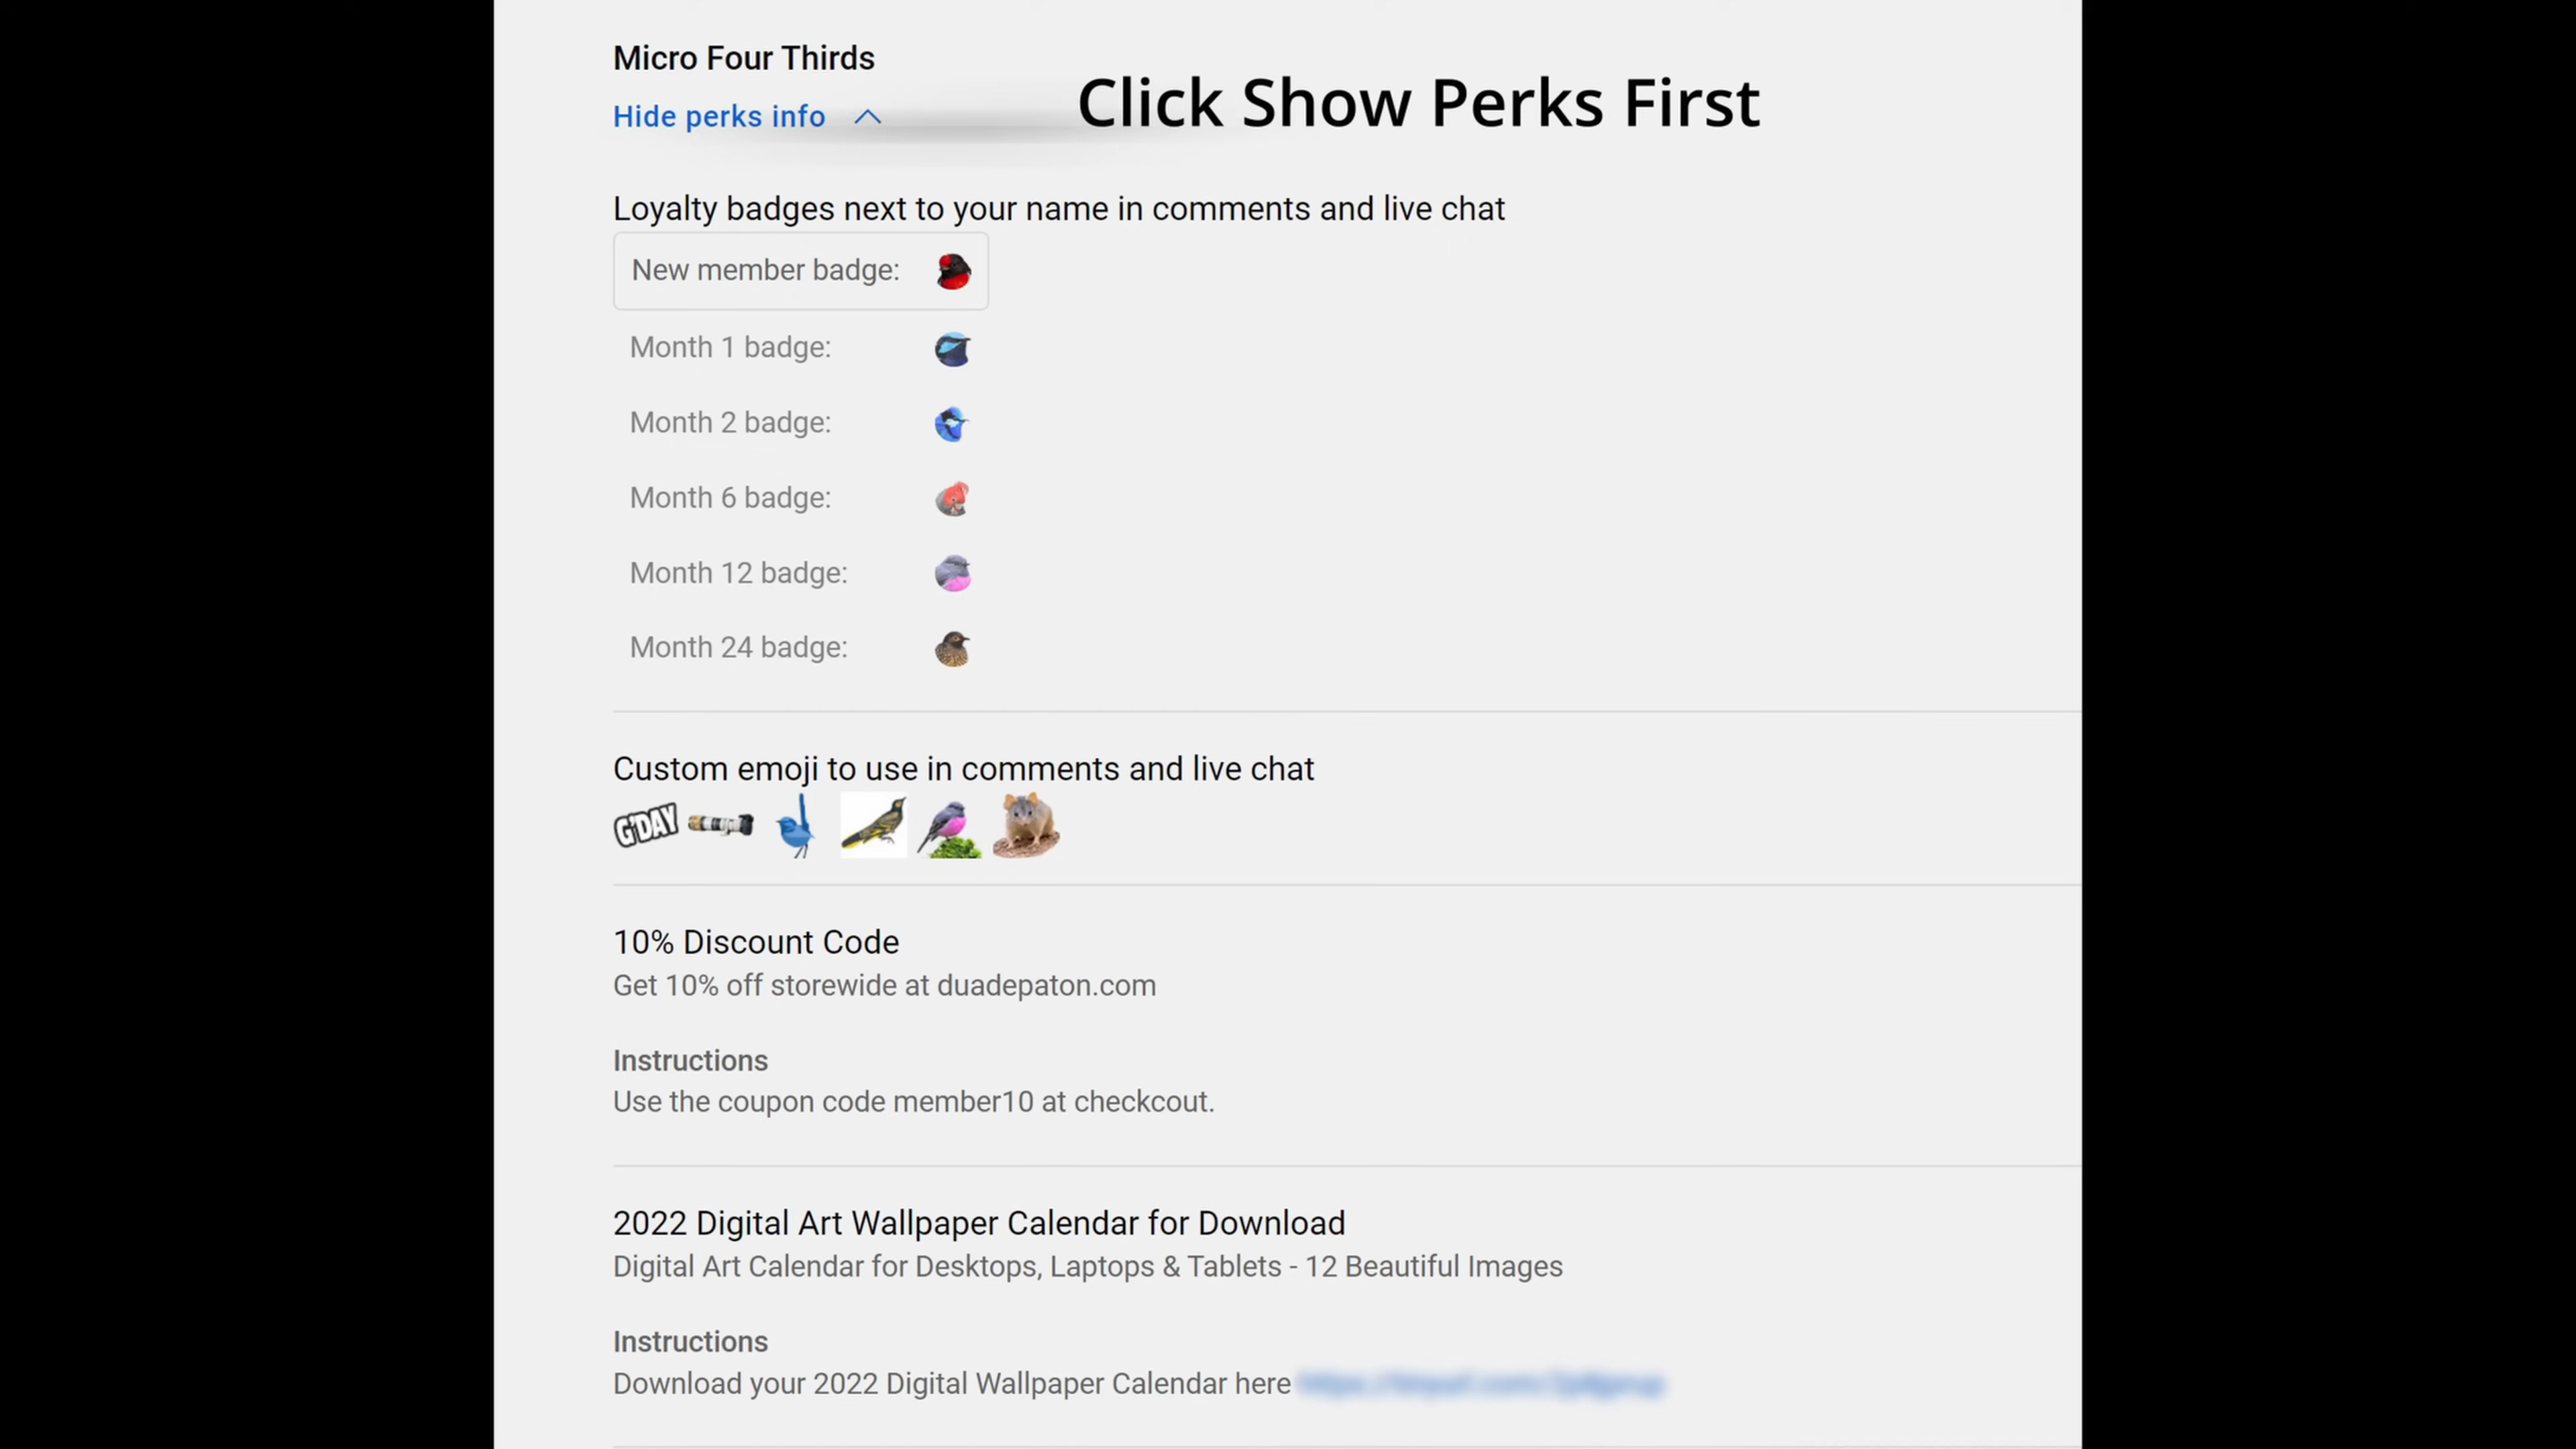 Micro Four Thirds
Click Show Perks First
Hide perks info
Loyalty badges next to your name in comments and live chat
New member badge:
Month 1 badge:
Month 2 badge:
Month 6 badge:
Month 12 badge:
Month 24 badge:
Custom emoji to use in comments and live chat
G'DAY
10% Discount Code
Get 10% off storewide at duadepaton.com
Instructions
Use the coupon code member10 at checkcout.
2022 Digital Art Wallpaper Calendar for Download
Digital Art Calendar for Desktops, Laptops & Tablets - 12 Beautiful Images
Instructions
Download your 2022 Digital Wallpaper Calendar here